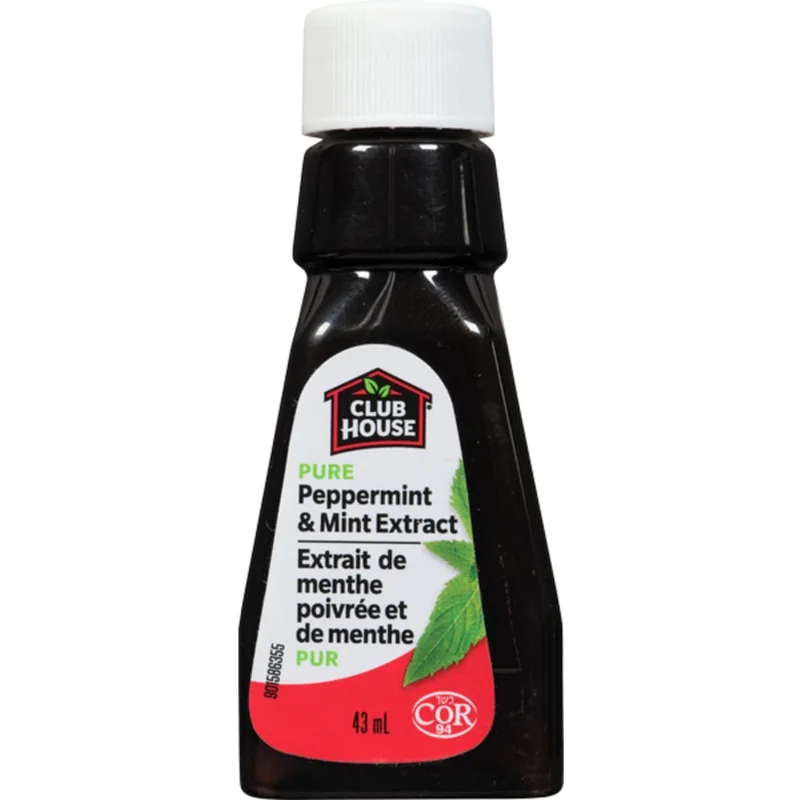 CLUB
HOUSE
PURE
Peppermint
& Mint Extract
Extrait de
menthe
poivrée et
de menthe
PUR
901586355
43 mL
כשר
COR
94